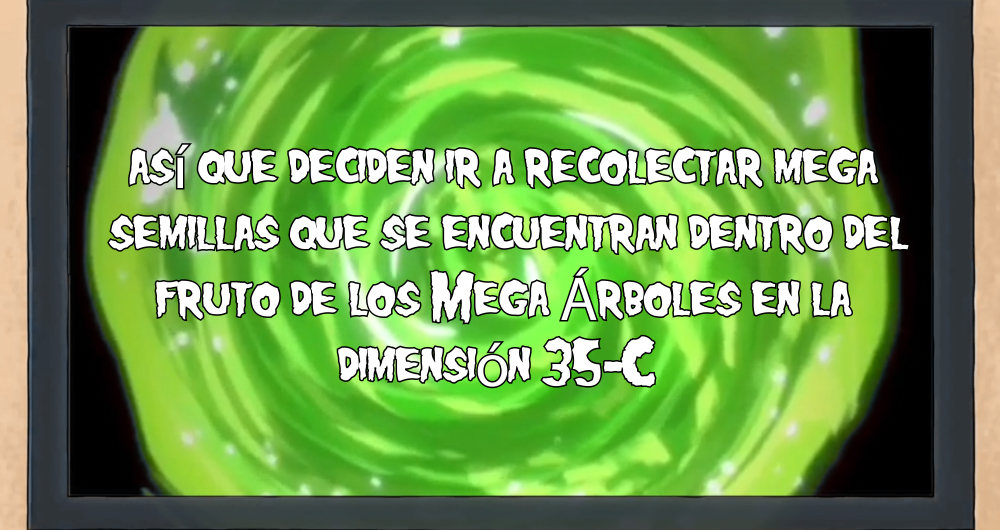 así que deciden ir a recolectar mega
semillas que se encuentran dentro del
fruto de los Mega Árboles en la
dimensión 35-C